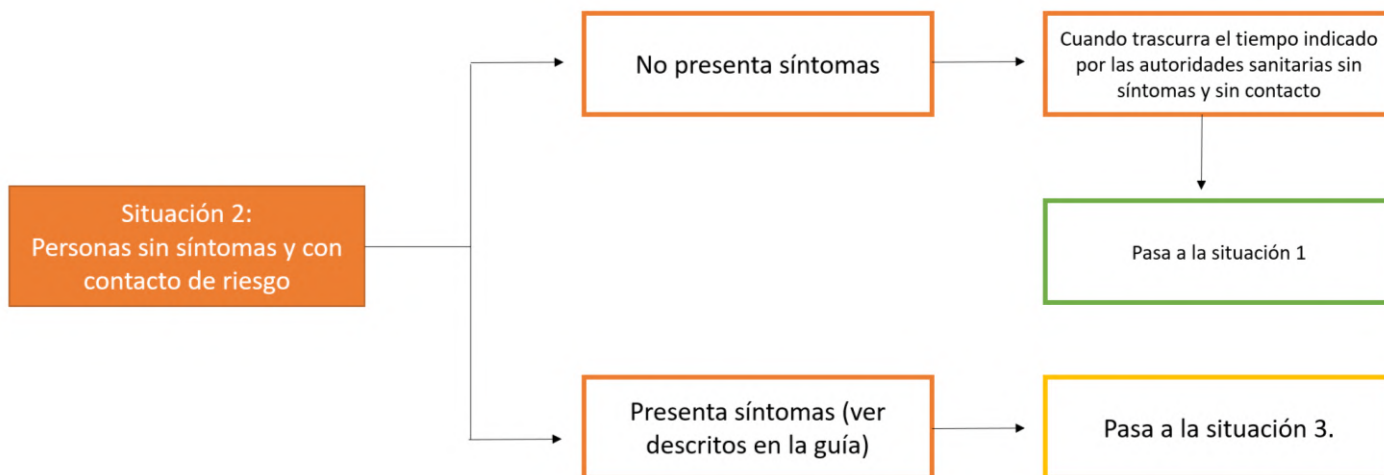 No presenta síntomas
Cuando trascurra el tiempo indicado
por las autoridades sanitarias sin
síntomas y sin contacto
Situación 2:
Personas sin síntomas y con
contacto de riesgo
Pasa a la situación 1
Presenta síntomas (ver
descritos en la guía)
Pasa a la situación 3.